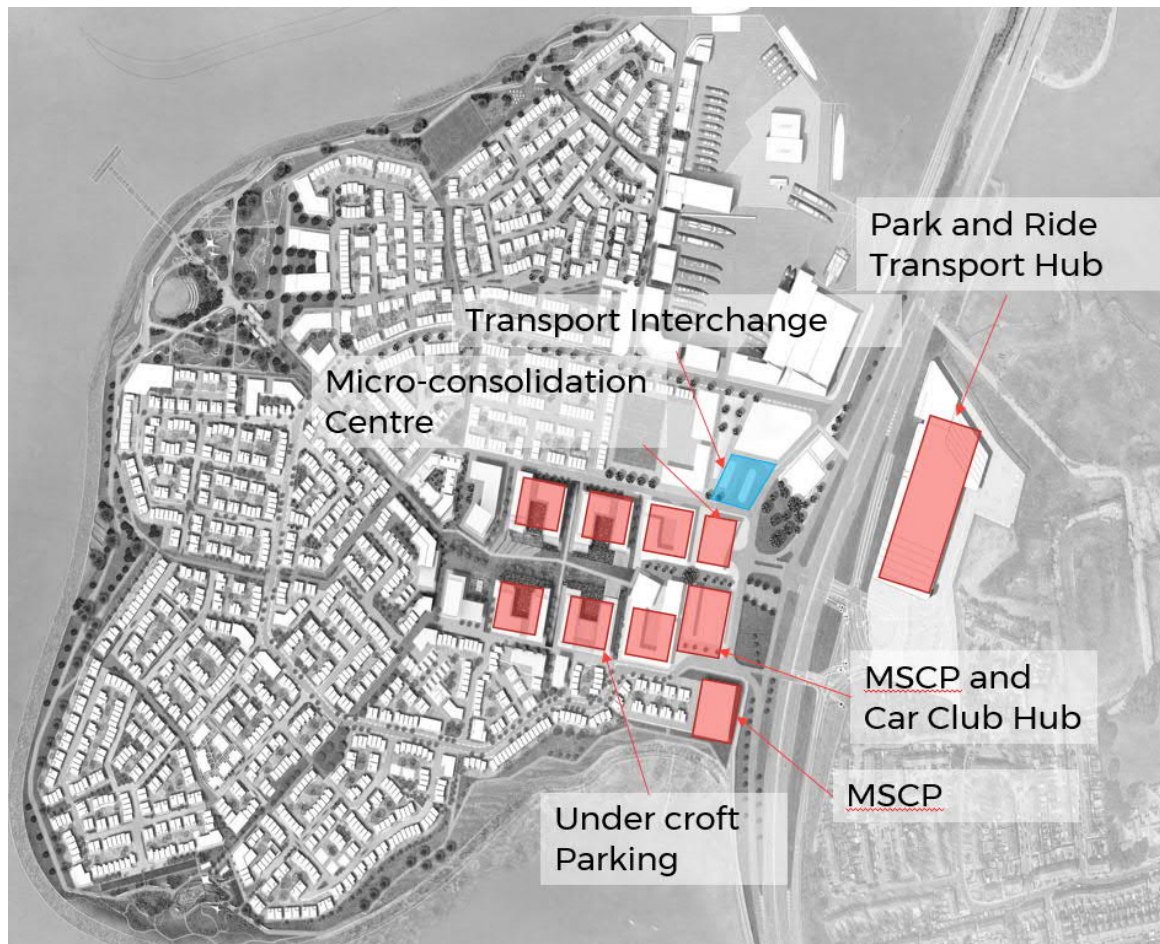 Park and Ride
Transport Hub
Transport Interchange
Micro-consolidation
Centre
MSCP and
Car Club Hub
MSCP
Under croft
Parking